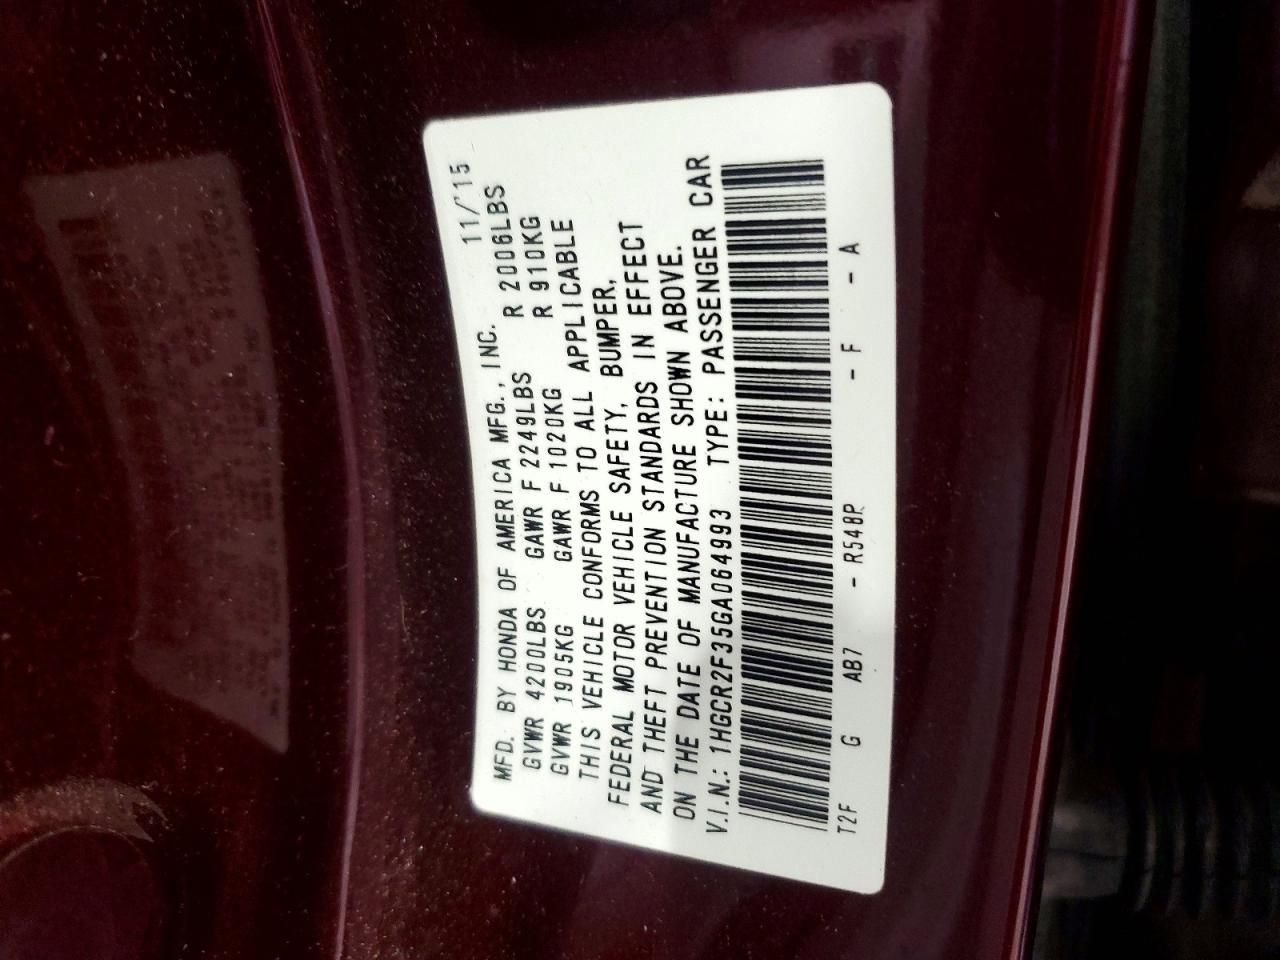 MFD. BY HONDA OF AMERICA MFG., INC. 11/'15
GVWR 4200LBS GAWR F 2249LBS R 2006LBS
GVWR 1905KG GAWR F 1020KG R 910KG
THIS VEHICLE CONFORMS TO ALL APPLICABLE
FEDERAL MOTOR VEHICLE SAFETY, BUMPER,
AND THEFT PREVENTION STANDARDS IN EFFECT
ON THE DATE OF MANUFACTURE SHOWN ABOVE.
V.I.N.: 1HGCR2F35GA064993 TYPE: PASSENGER CAR
T2F G AB7 - R548P - F - A